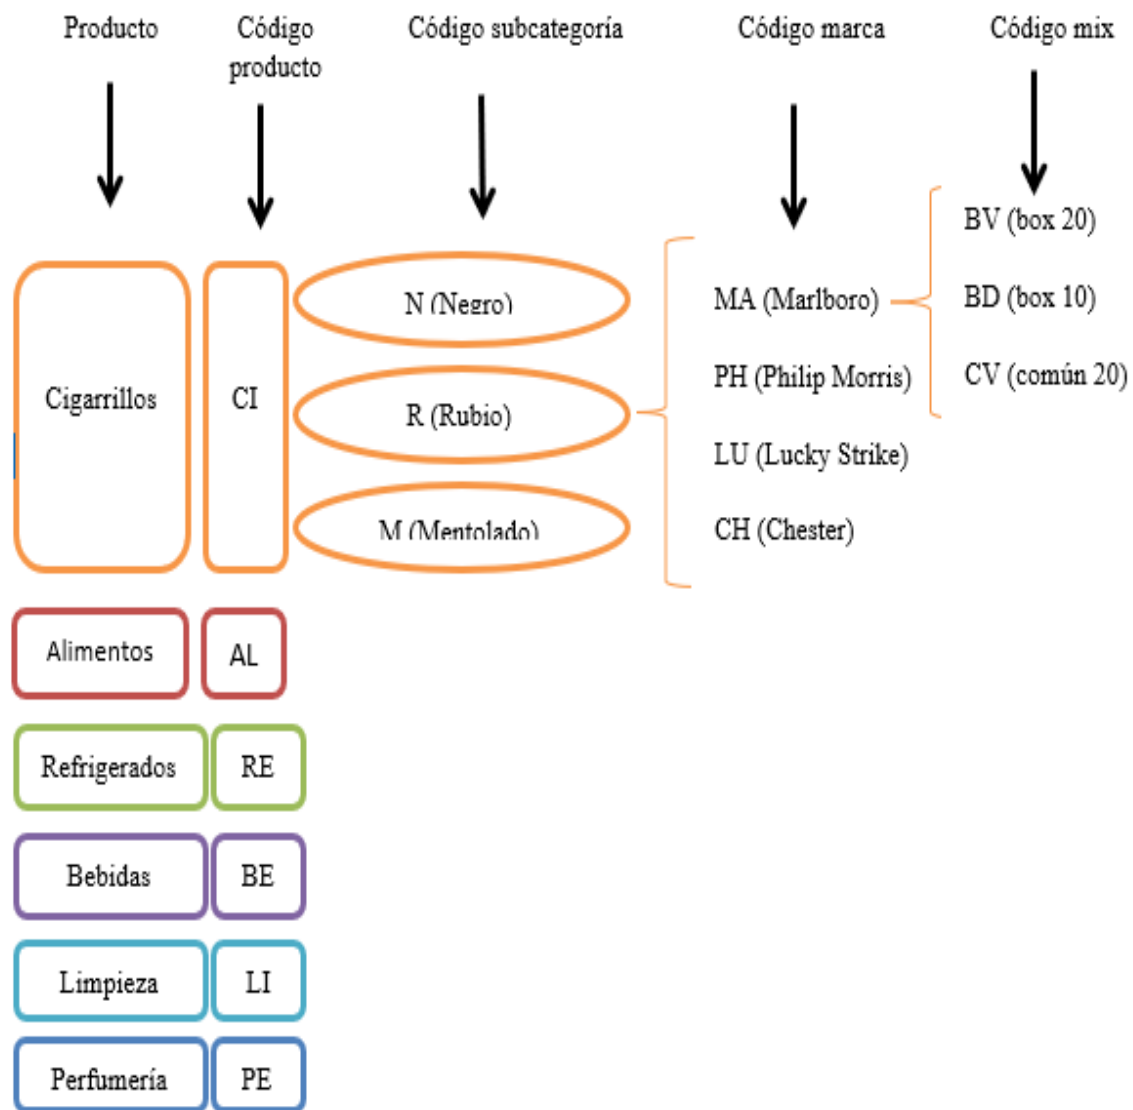 Producto
Código producto
Código subcategoría
Código marca
Código mix
Cigarrillos
CI
N (Negro)
R (Rubio)
M (Mentolado)
MA (Marlboro)
PH (Philip Morris)
LU (Lucky Strike)
CH (Chester)
BV (box 20)
BD (box 10)
CV (común 20)
Alimentos
AL
Refrigerados
RE
Bebidas
BE
Limpieza
LI
Perfumería
PE